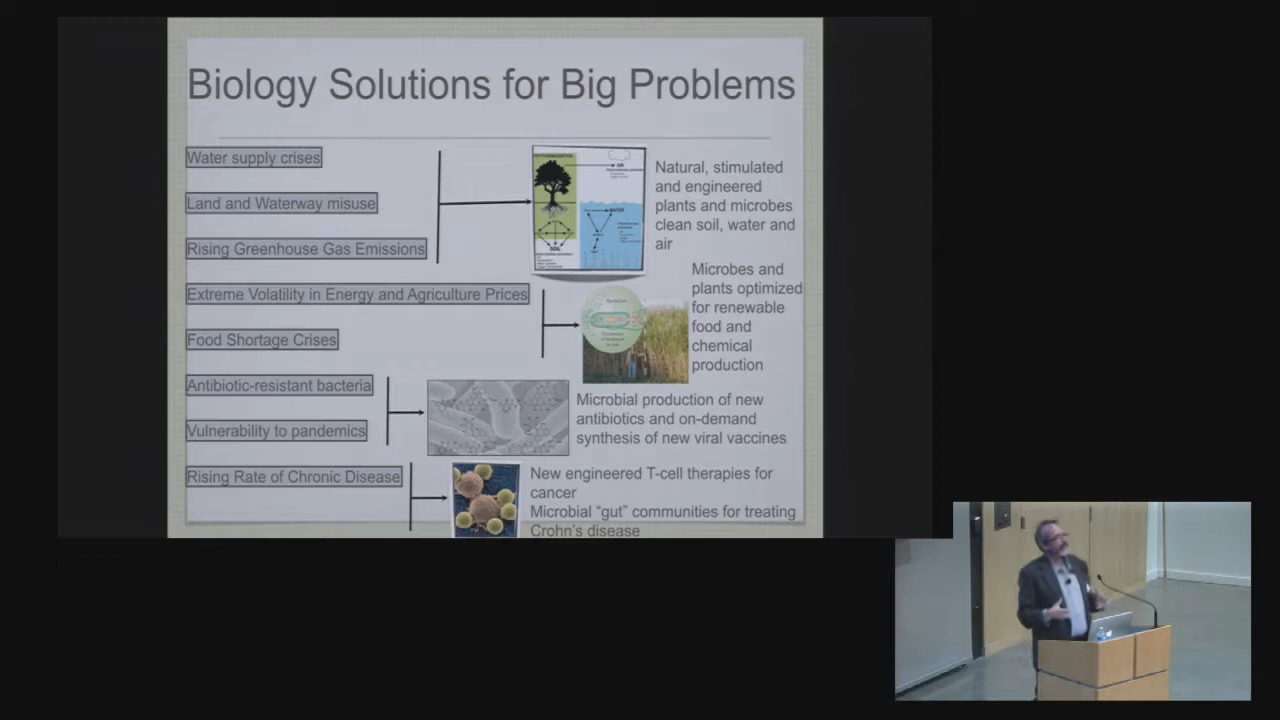 Biology Solutions for Big Problems
Water supply crises
Land and Waterway misuse
Rising Greenhouse Gas Emissions
AIR
WATER
SOIL
Natural, stimulated
and engineered
plants and microbes
clean soil, water and
air
Extreme Volatility in Energy and Agriculture Prices
Food Shortage Crises
Microbes and
plants optimized
for renewable
food and
chemical
production
Antibiotic-resistant bacteria
Vulnerability to pandemics
Microbial production of new
antibiotics and on-demand
synthesis of new viral vaccines
Rising Rate of Chronic Disease
New engineered T-cell therapies for
cancer
Microbial “gut” communities for treating
Crohn’s disease